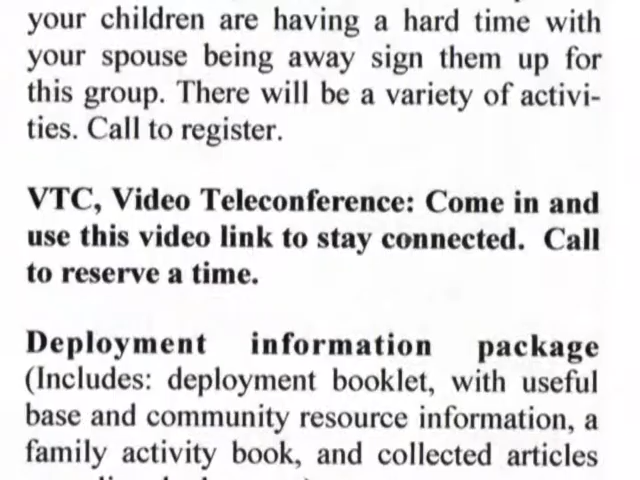 your children are having a hard time with
your spouse being away sign them up for
this group. There will be a variety of activi-
ties. Call to register.
VTC, Video Teleconference: Come in and
use this video link to stay connected. Call
to reserve a time.
Deployment information package
(Includes: deployment booklet, with useful
base and community resource information, a
family activity book, and collected articles